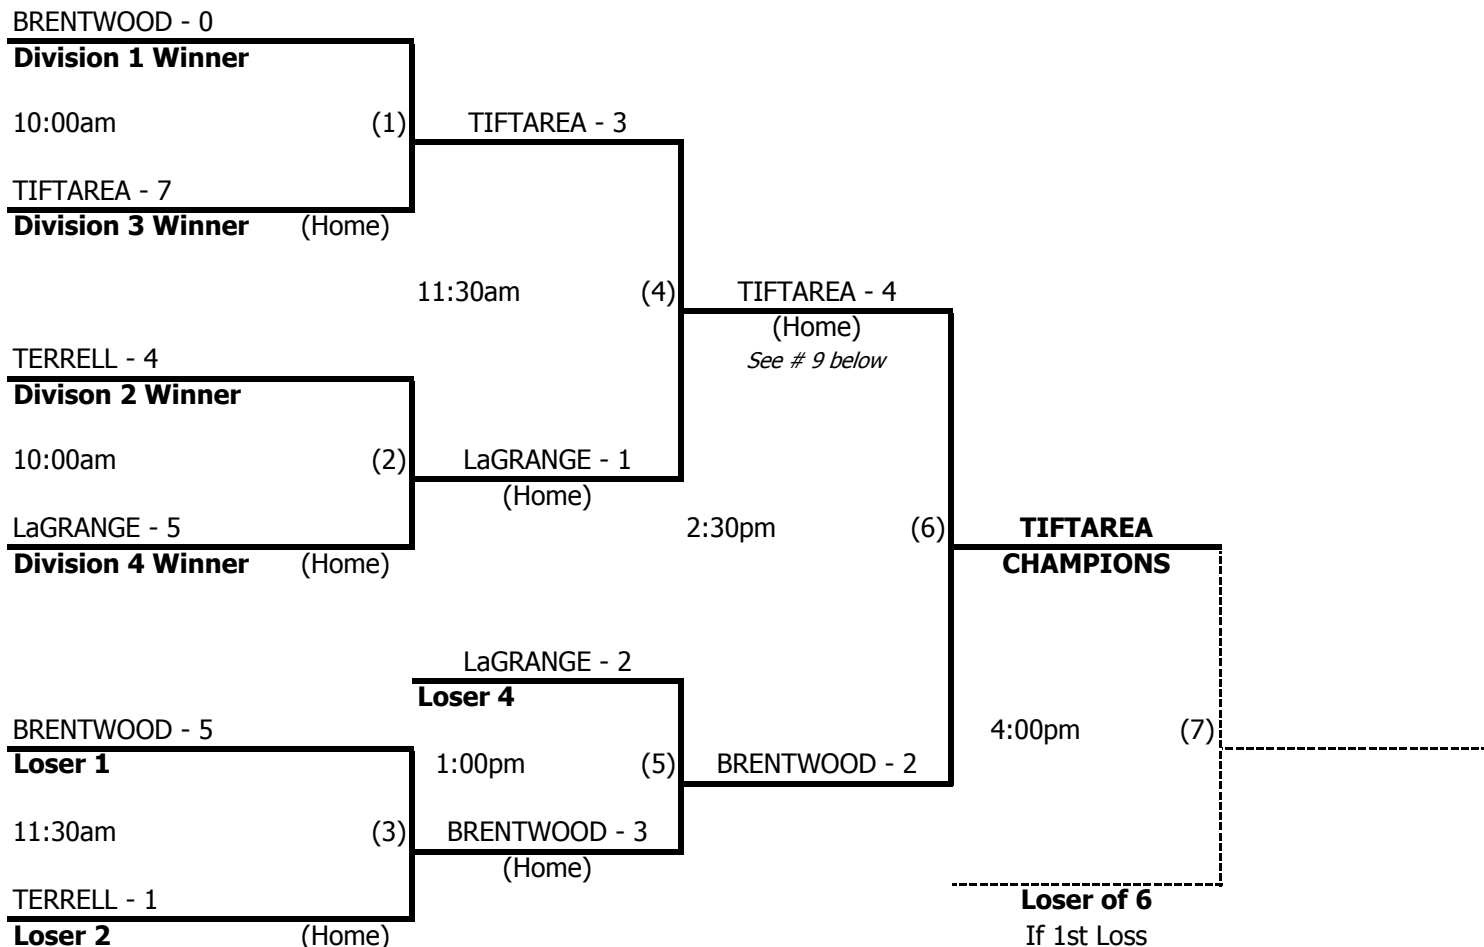 BRENTWOOD - 0
Division 1 Winner
10:00am (1) TIFTAREA - 3
TIFTAREA - 7
Division 3 Winner (Home)
11:30am (4) TIFTAREA - 4
(Home)
TERRELL - 4 See # 9 below
Divison 2 Winner
10:00am (2) LaGRANGE - 1
(Home)
LaGRANGE - 5 2:30pm (6) TIFTAREA
Division 4 Winner (Home) CHAMPIONS
LaGRANGE - 2
Loser 4
BRENTWOOD - 5 4:00pm (7)
Loser 1 1:00pm (5) BRENTWOOD - 2
11:30am (3) BRENTWOOD - 3
(Home)
TERRELL - 1 Loser of 6
Loser 2 (Home) If 1st Loss